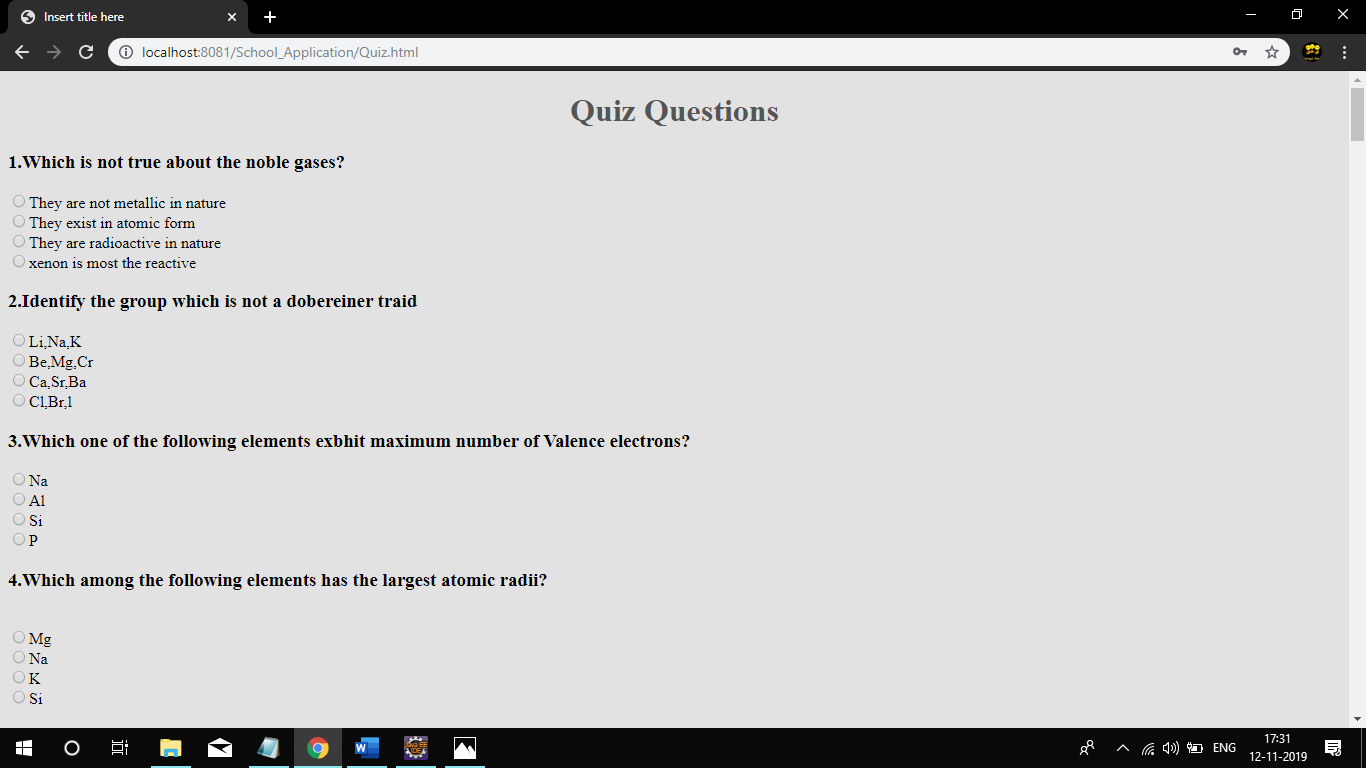 Insert title here
localhost:8081/School_Application/Quiz.html
Quiz Questions
1.Which is not true about the noble gases?
They are not metallic in nature
They exist in atomic form
They are radioactive in nature
xenon is most the reactive
2.Identify the group which is not a dobereiner traid
Li,Na,K
Be,Mg,Cr
Ca,Sr,Ba
Cl,Br,l
3.Which one of the following elements exbhit maximum number of Valence electrons?
Na
Al
Si
P
4.Which among the following elements has the largest atomic radii?
Mg
Na
K
Si
ENG
17:31
12-11-2019